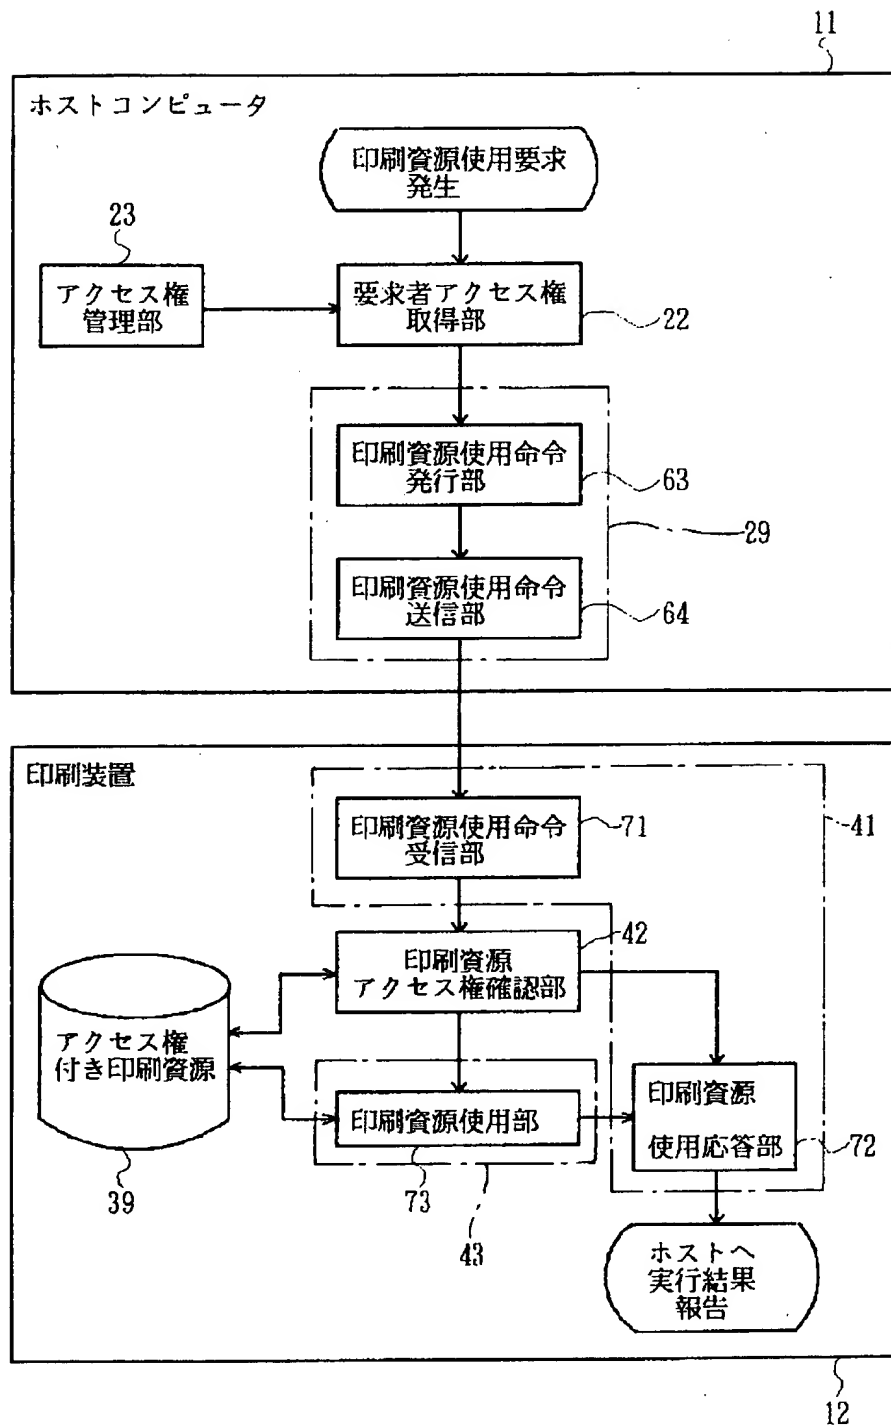 11
ホストコンピュータ
印刷資源使用要求
発生
23
アクセス権
管理部
要求者アクセス権
取得部
22
印刷資源使用命令
発行部
63
29
印刷資源使用命令
送信部
64
印刷装置
印刷資源使用命令
受信部
71
41
42
印刷資源
アクセス権確認部
アクセス権
付き印刷資源
39
印刷資源使用部
73
43
印刷資源
使用応答部
72
ホストへ
実行結果
報告
12